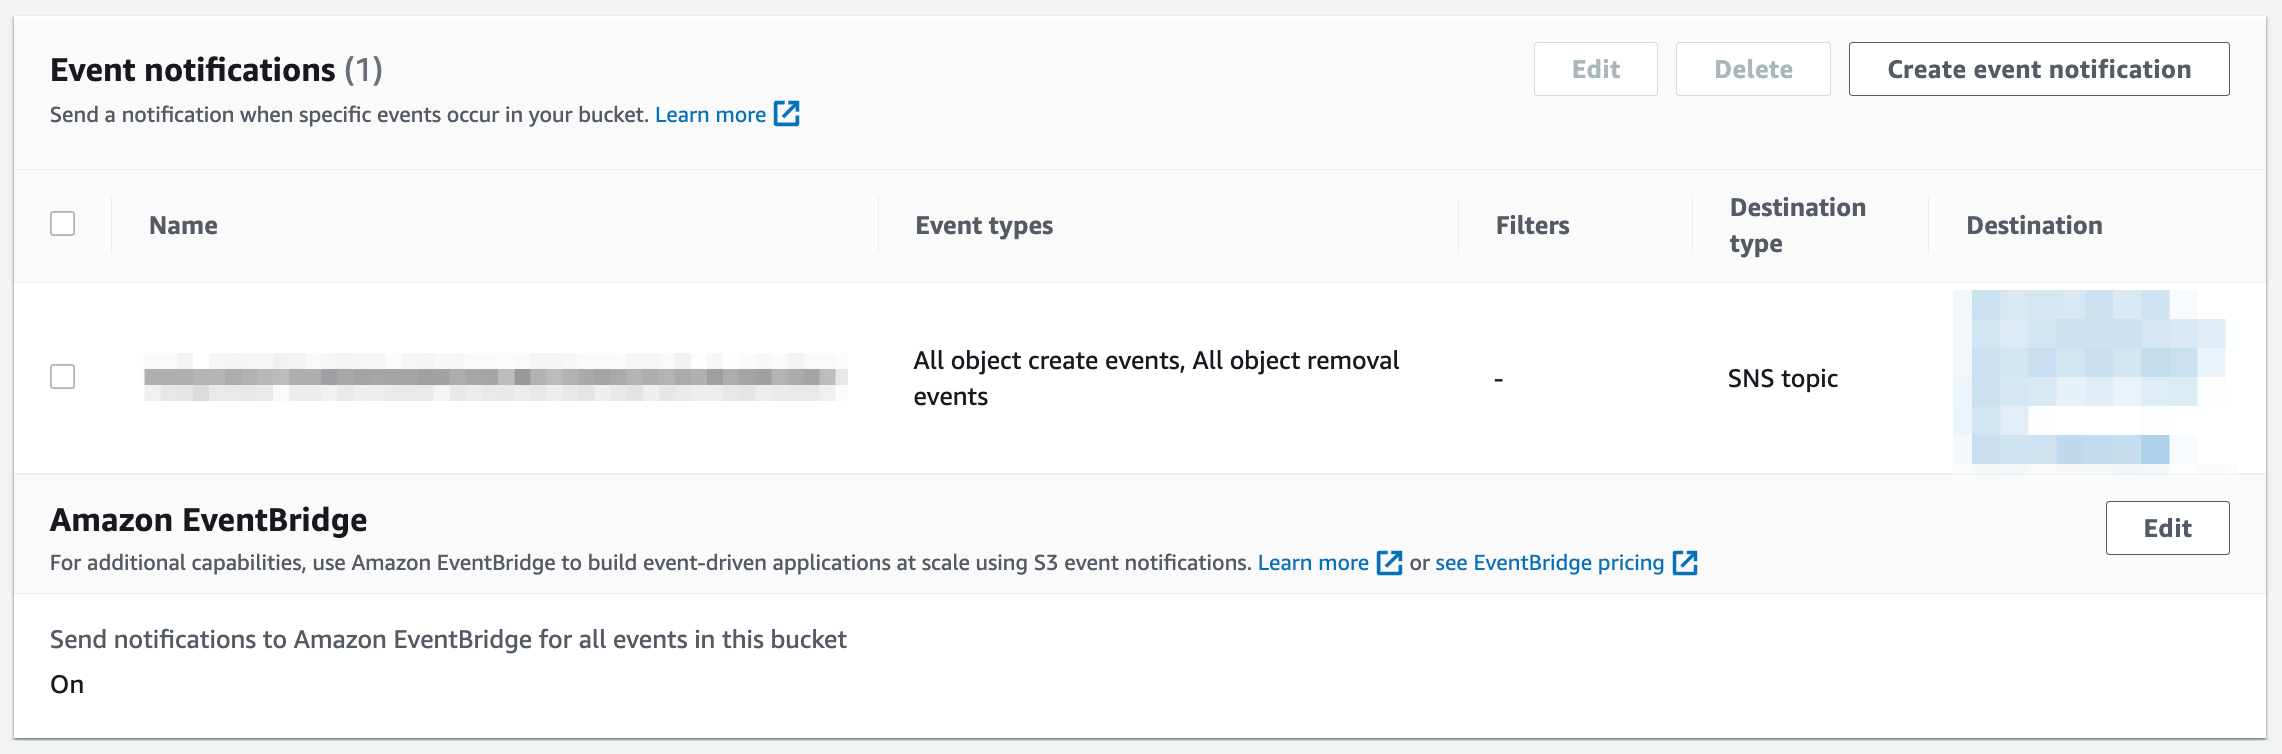 Event notifications (1)
Edit
Delete
Create event notification
Send a notification when specific events occur in your bucket. Learn more
Name
Event types
Filters
Destination
type
Destination
All object create events, All object removal
events
-
SNS topic
Amazon EventBridge
Edit
For additional capabilities, use Amazon EventBridge to build event-driven applications at scale using S3 event notifications. Learn more or see EventBridge pricing
Send notifications to Amazon EventBridge for all events in this bucket
On